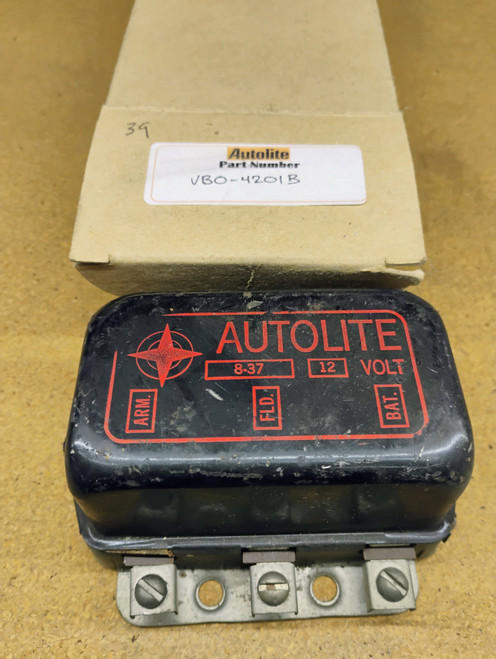 39
Autolite
Part Number
VBO-4201B
AUTOLITE
8-37 12 VOLT
ARM. FLD. BAT.